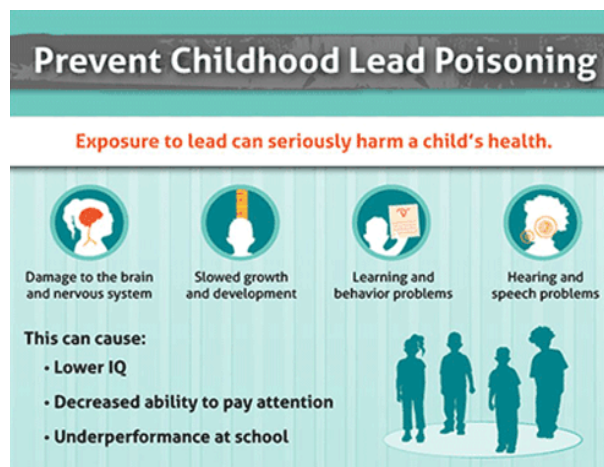 Prevent Childhood Lead Poisoning
Exposure to lead can seriously harm a child's health.
Damage to the brain
and nervous system
Slowed growth
and development
Learning and
behavior problems
Hearing and
speech problems
This can cause:
• Lower IQ
• Decreased ability to pay attention
• Underperformance at school